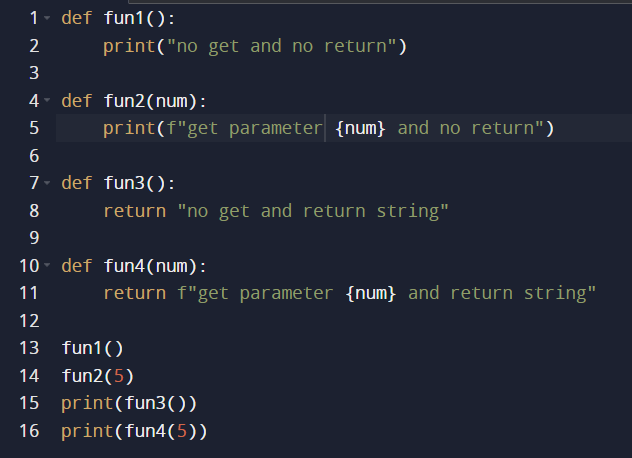 1 def fun1():
2     print("no get and no return")
3
4 def fun2(num):
5     print(f"get parameter {num} and no return")
6
7 def fun3():
8     return "no get and return string"
9
10 def fun4(num):
11     return f"get parameter {num} and return string"
12
13 fun1()
14 fun2(5)
15 print(fun3())
16 print(fun4(5))